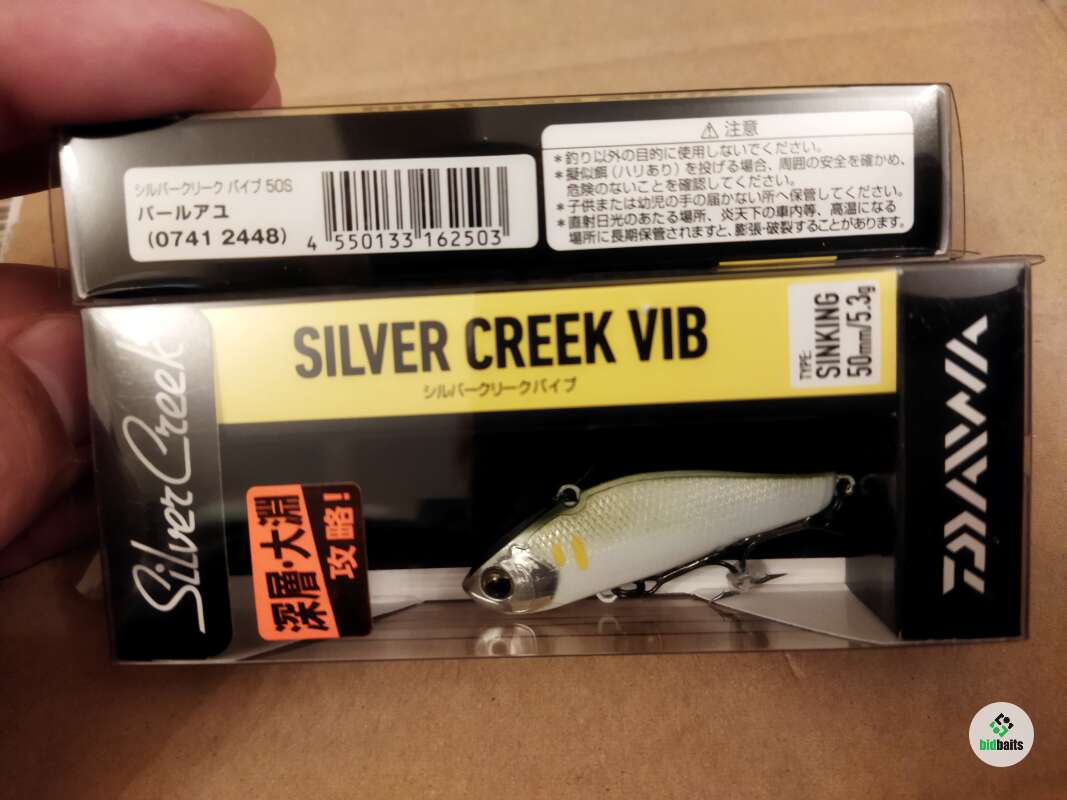 シルバークリーク バイブ 50S
パールアユ
(0741 2448)
4 550133 162503
⚠ 注意
*釣り以外の目的に使用しないでください。
*擬似餌(ハリあり)を投げる場合、周囲の安全を確かめ、
危険のないことを確認してください。
*子供または幼児の手の届かない所へ保管してください。
*直射日光のあたる場所、炎天下の車内等、高温になる
場所に長期保管されますと、膨張・破裂することがあります。
Silver Creek
SILVER CREEK VIB
シルバークリークバイブ
TYPE:
SINKING
50mm/5.3g
深層・大淵
攻略!
DAIWA
bidbaits